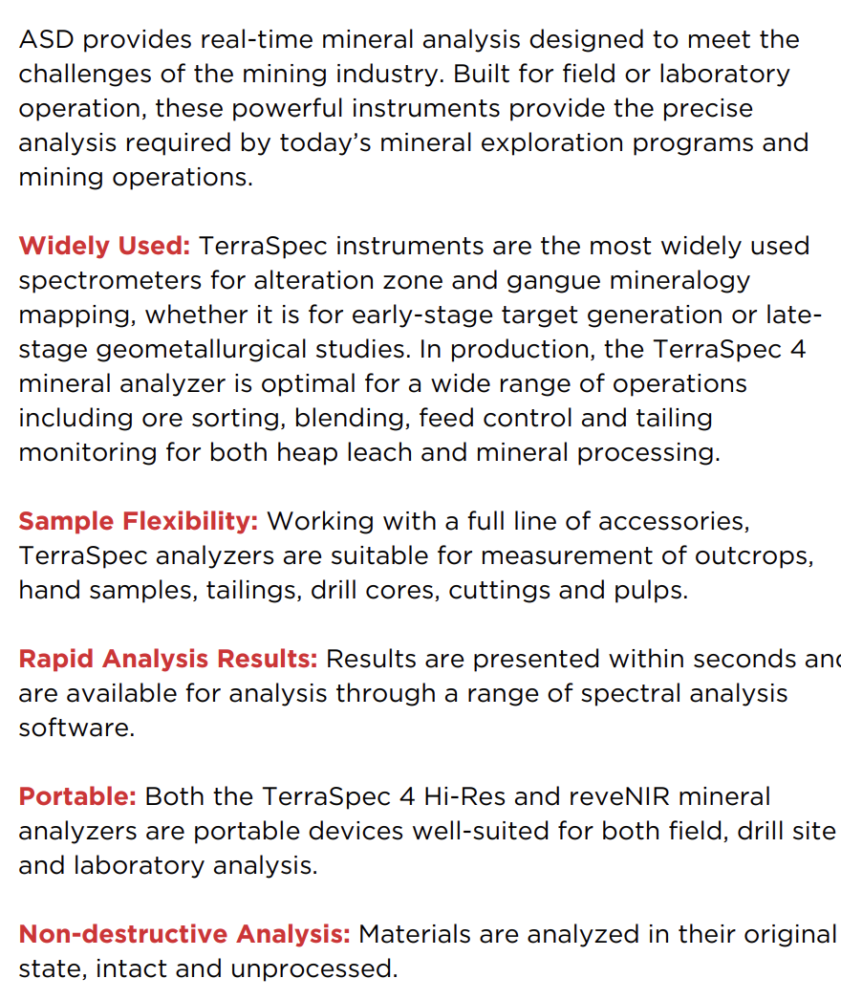 ASD provides real-time mineral analysis designed to meet the
challenges of the mining industry. Built for field or laboratory
operation, these powerful instruments provide the precise
analysis required by today’s mineral exploration programs and
mining operations.
Widely Used: TerraSpec instruments are the most widely used
spectrometers for alteration zone and gangue mineralogy
mapping, whether it is for early-stage target generation or late-
stage geometallurgical studies. In production, the TerraSpec 4
mineral analyzer is optimal for a wide range of operations
including ore sorting, blending, feed control and tailing
monitoring for both heap leach and mineral processing.
Sample Flexibility: Working with a full line of accessories,
TerraSpec analyzers are suitable for measurement of outcrops,
hand samples, tailings, drill cores, cuttings and pulps.
Rapid Analysis Results: Results are presented within seconds and
are available for analysis through a range of spectral analysis
software.
Portable: Both the TerraSpec 4 Hi-Res and reveNIR mineral
analyzers are portable devices well-suited for both field, drill site
and laboratory analysis.
Non-destructive Analysis: Materials are analyzed in their original
state, intact and unprocessed.